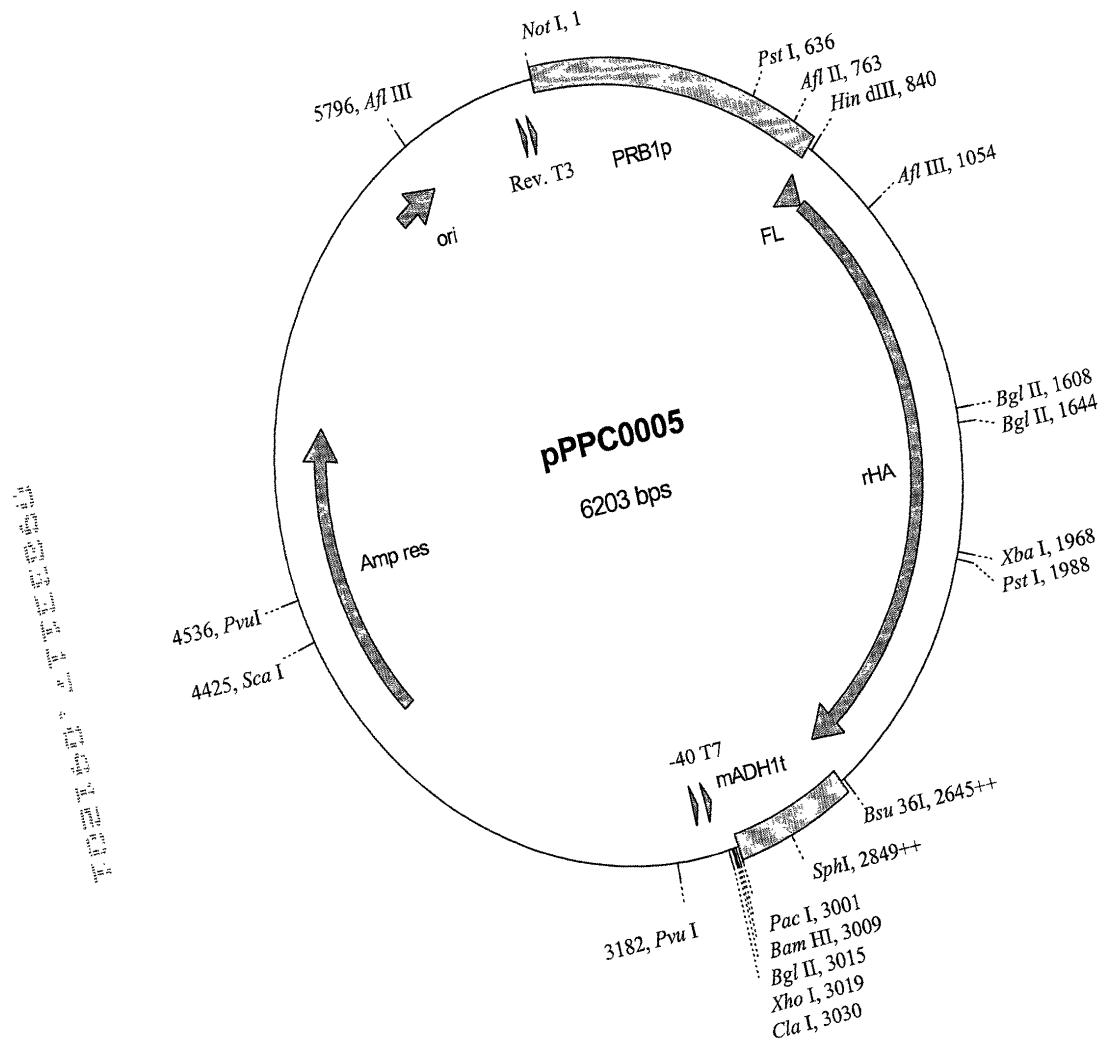 Not I, 1
Pst I, 636
Afl II, 763
Hin dIII, 840
5796, Afl III
Rev. T3
PRB1p
Afl III, 1054
ori
FL
Bgl II, 1608
Bgl II, 1644
pPPC0005
6203 bps
rHA
Amp res
Xba I, 1968
Pst I, 1988
4536, PvuI
4425, Sca I
-40 T7
mADH1t
Bsu 36I, 2645++
SphI, 2849++
3182, Pvu I
Pac I, 3001
Bam HI, 3009
Bgl II, 3015
Xho I, 3019
Cla I, 3030